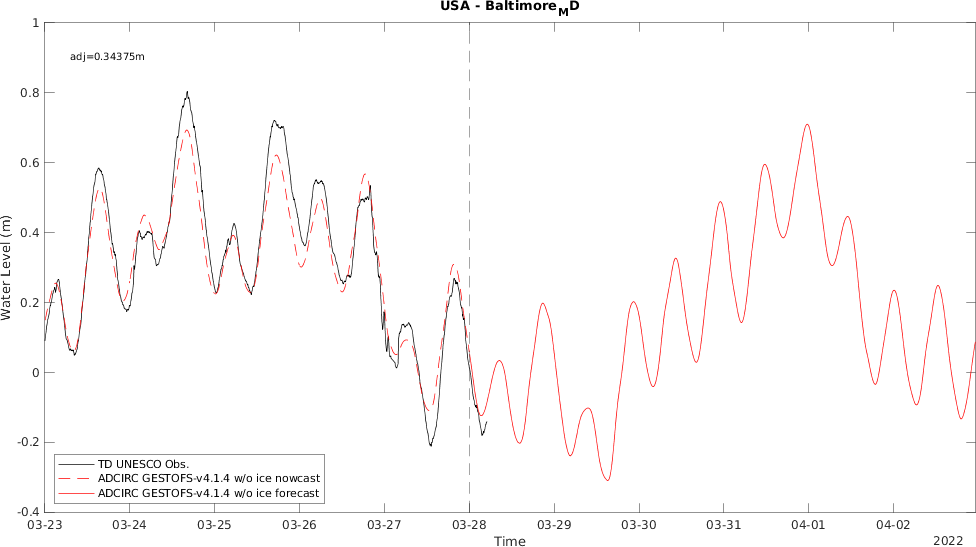 USA - Baltimore_MD
adj=0.34375m
1
0.8
0.6
0.4
0.2
0
-0.2
-0.4
Water Level (m)
TD UNESCO Obs.
ADCIRC GESTOFS-v4.1.4 w/o ice nowcast
ADCIRC GESTOFS-v4.1.4 w/o ice forecast
03-23 03-24 03-25 03-26 03-27 03-28 03-29 03-30 03-31 04-01 04-02
Time
2022